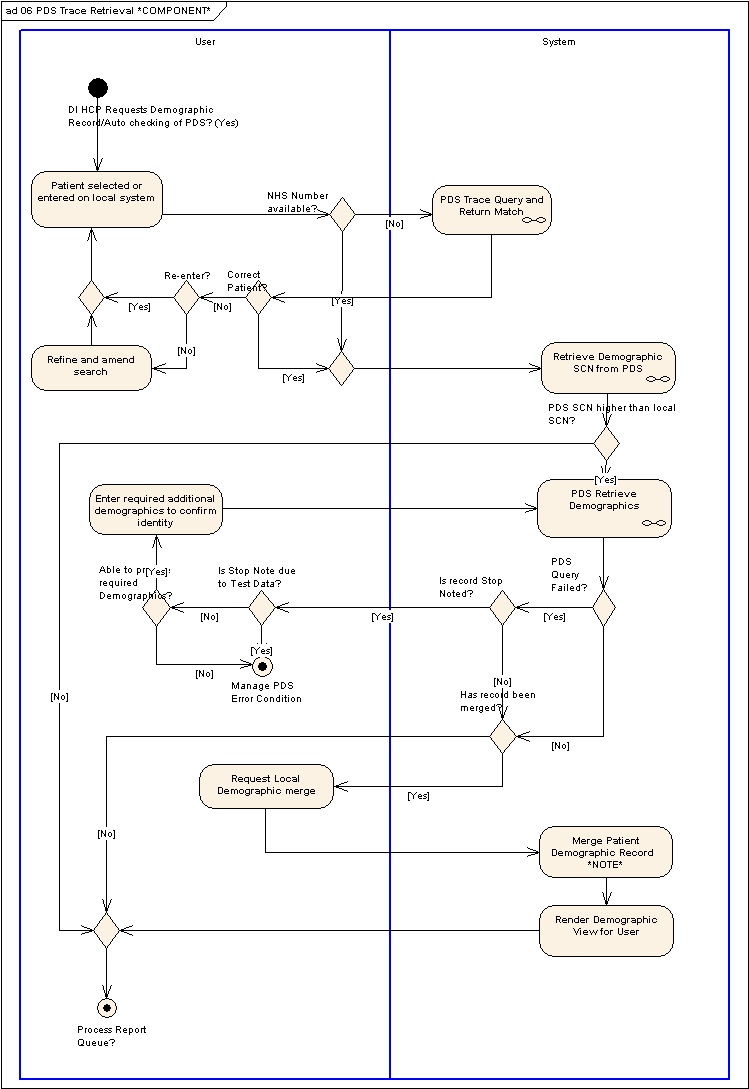 ad 06 PDS Trace Retrieval *COMPONENT*
User
System
DI HCP Requests Demographic
Record/Auto checking of PDS? (Yes)
Patient selected or
entered on local system
NHS Number
available?
[No]
PDS Trace Query and
Return Match
Re-enter?
Correct
Patient?
[Yes]
[No]
[Yes]
[No]
[Yes]
Refine and amend
search
Retrieve Demographic
SCN from PDS
PDS SCN higher than local
SCN?
[Yes]
PDS Retrieve
Demographics
Enter required additional
demographics to confirm
identity
PDS
Query
Failed?
Able to pr
required
Demographics?
[Yes]
Is Stop Note due
to Test Data?
Is record Stop
Noted?
[No]
[Yes]
[Yes]
[Yes]
[No]
Manage PDS
Error Condition
[No]
Has record been
merged?
[No]
[No]
Request Local
Demographic merge
[Yes]
[No]
Merge Patient
Demographic Record
*NOTE*
Render Demographic
View for User
Process Report
Queue?